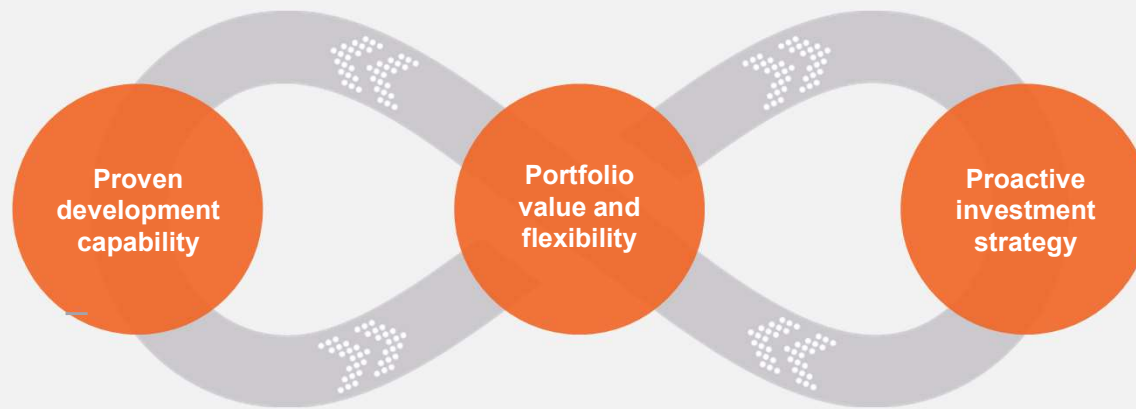 Proven
development
capability
Portfolio
value and
flexibility
Proactive
investment
strategy